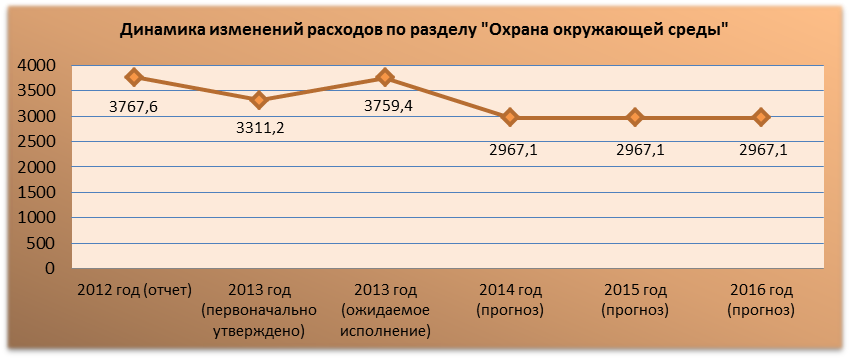 Динамика изменений расходов по разделу "Охрана окружающей среды"
4000
3500
3000
2500
2000
1500
1000
500
0
3767,6
3311,2
3759,4
2967,1
2967,1
2967,1
2012 год (отчет)
2013 год
(первоначально
утверждено)
2013 год
(ожидаемое
исполнение)
2014 год
(прогноз)
2015 год
(прогноз)
2016 год
(прогноз)